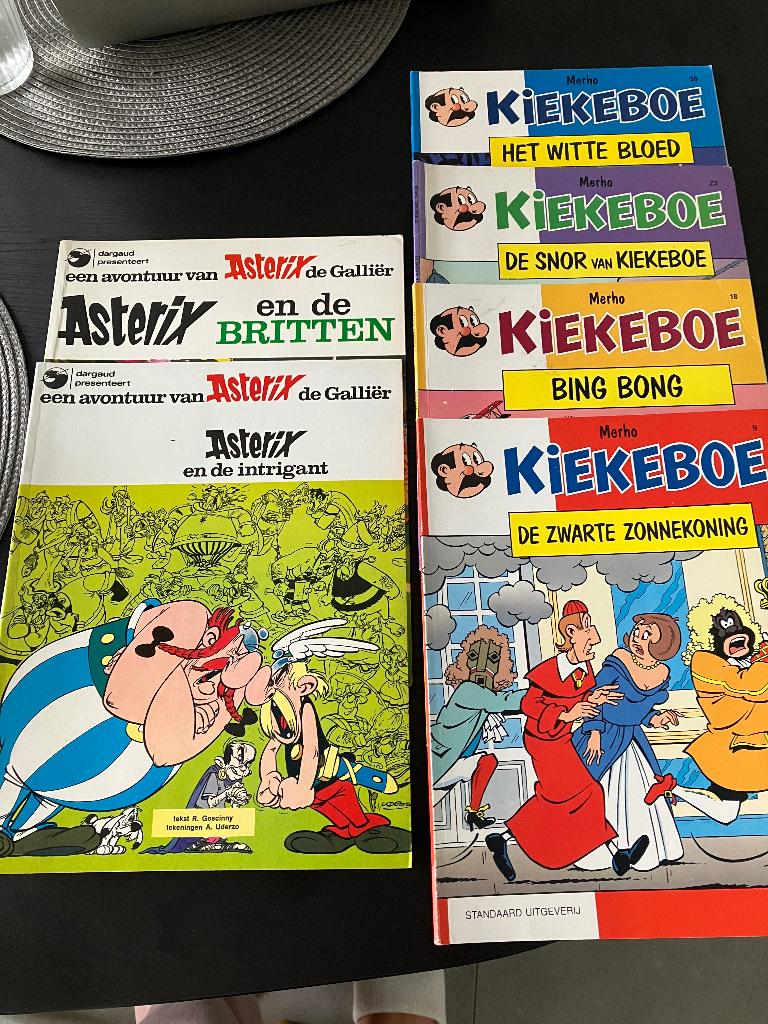 dargaud
presenteert
een avontuur van Asterix de Galliër
Asterix en de
BRITTEN
dargaud
presenteert
een avontuur van Asterix de Galliër
Asterix
en de intrigant
tekst R. Goscinny
tekeningen A. Uderzo
UDERZO
Merho
36
KIEKEBOE
HET WITTE BLOED
Merho
23
KIEKEBOE
DE SNOR VAN KIEKEBOE
Merho
18
KIEKEBOE
BING BONG
Merho
9
KIEKEBOE
DE ZWARTE ZONNEKONING
STANDAARD UITGEVERIJ